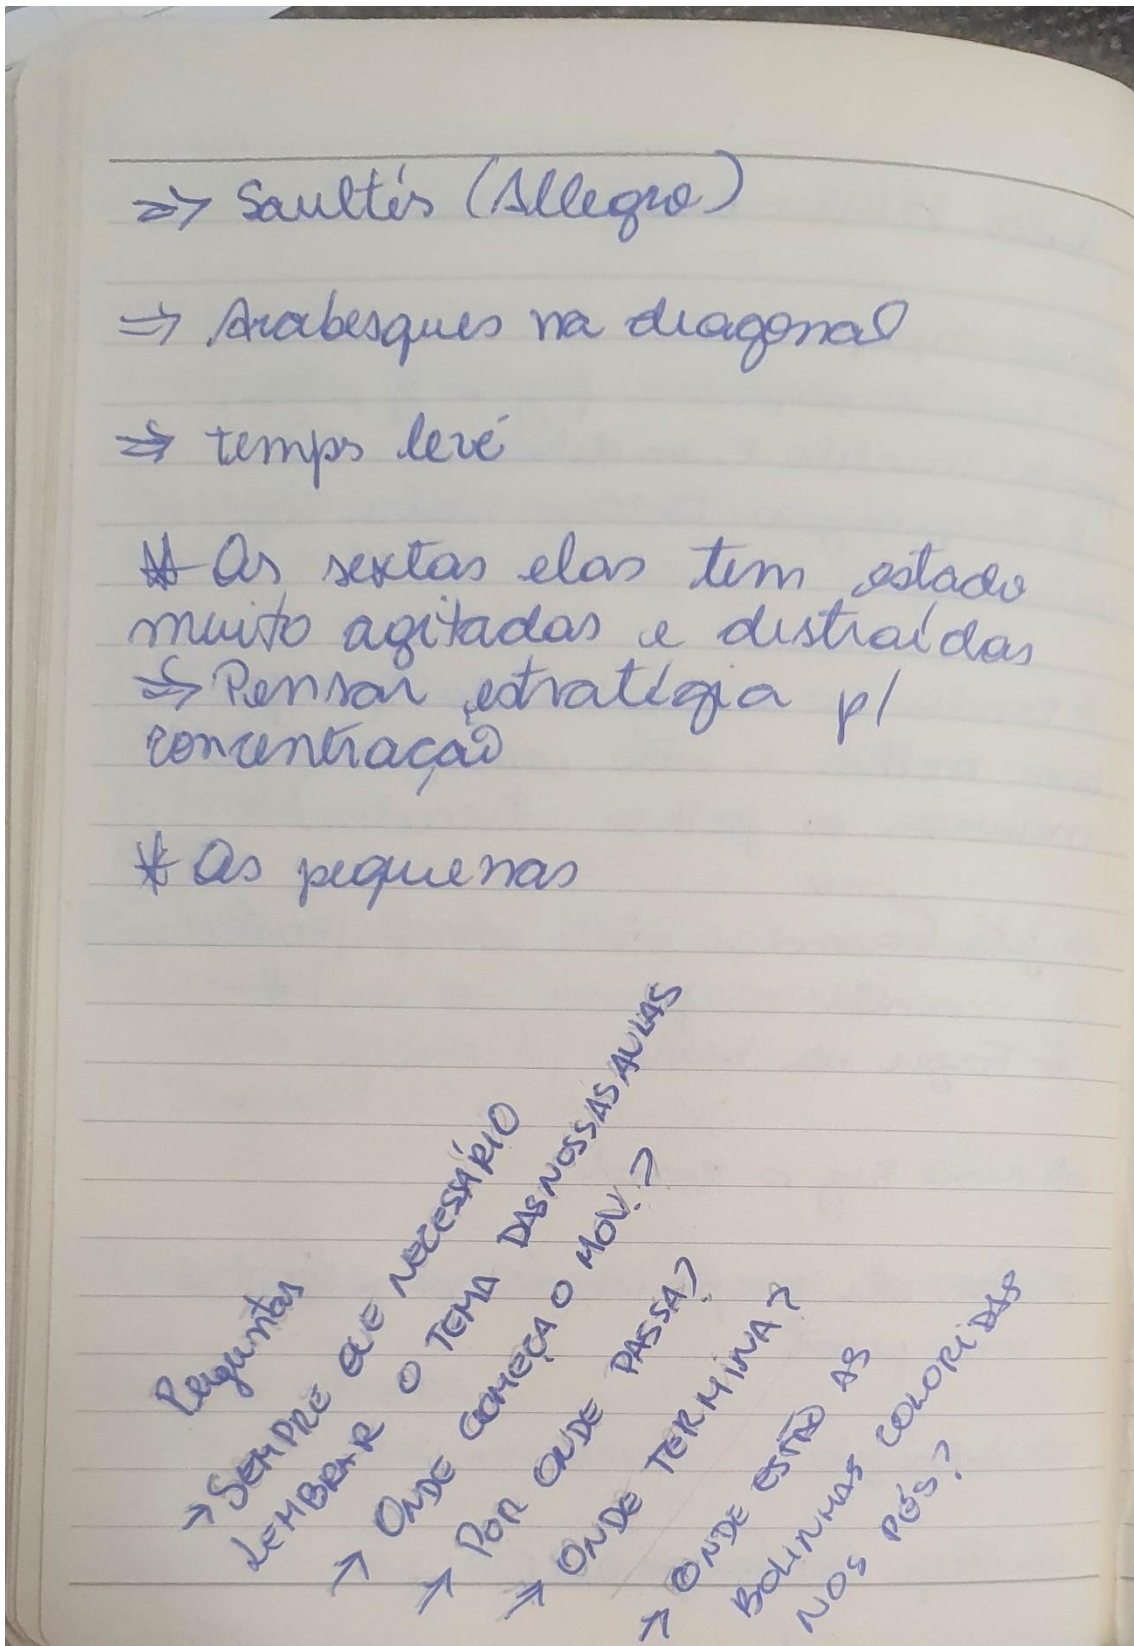 => Saultés (Allegro)
=> Arabesques na diagonal
=> temps levé
* As sextas elas tem estado
muito agitadas e distraídas
=> Pensar estratégia p/
concentração
* As pequenas
Perguntas
→ SEMPRE QUE NECESSÁRIO
LEMBRAR O TEMA DAS NOSSAS AULAS
→ ONDE COMEÇA O MOV.?
→ POR ONDE PASSA?
→ ONDE TERMINA?
→ ONDE ESTÃO AS
BOLINHAS COLORIDAS
NOS PÉS?